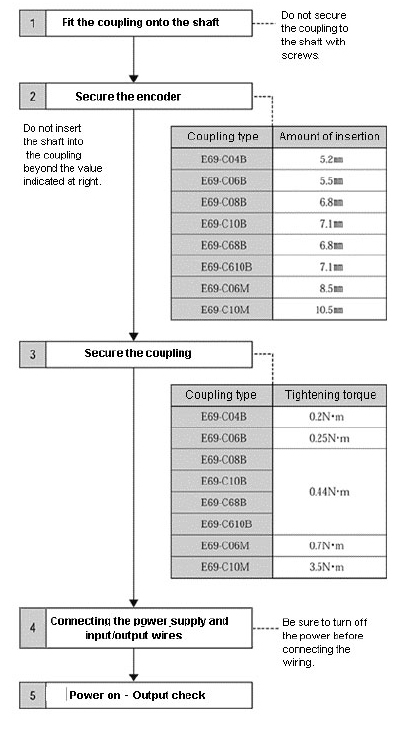 1 Fit the coupling onto the shaft
Do not secure
the coupling to
the shaft with
screws.
2 Secure the encoder
Do not insert
the shaft into
the coupling
beyond the value
indicated at right.
Coupling type Amount of insertion
E69-C04B 5.2㎜
E69-C06B 5.5㎜
E69-C08B 6.8㎜
E69-C10B 7.1㎜
E69-C68B 6.8㎜
E69-C610B 7.1㎜
E69-C06M 8.5㎜
E69-C10M 10.5㎜
3 Secure the coupling
Coupling type Tightening torque
E69-C04B 0.2N·m
E69-C06B 0.25N·m
E69-C08B
E69-C10B
0.44N·m
E69-C68B
E69-C610B
E69-C06M 0.7N·m
E69-C10M 3.5N·m
4 Connecting the power supply and
input/output wires
Be sure to turn off
the power before
connecting the
wiring.
5 Power on - Output check